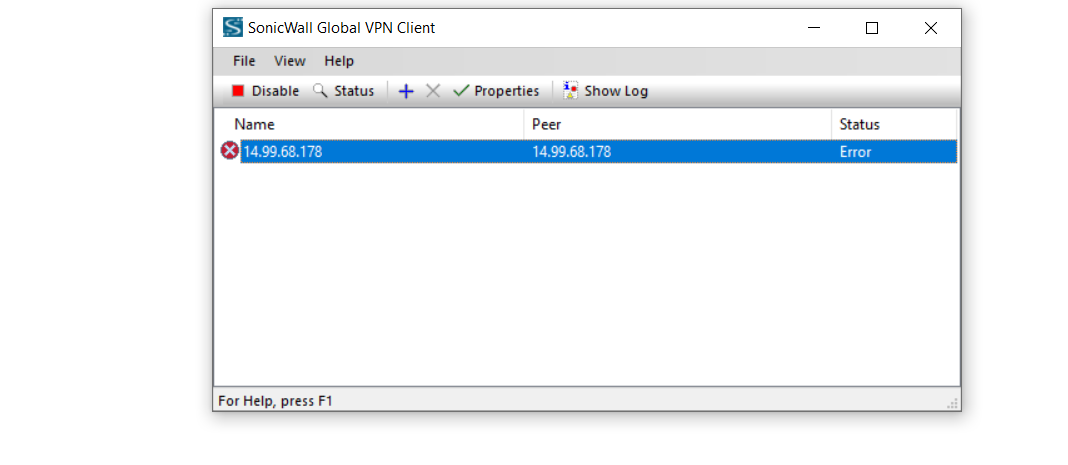 SonicWall Global VPN Client
File View Help
Disable Status Properties Show Log
Name Peer Status
14.99.68.178 14.99.68.178 Error
For Help, press F1